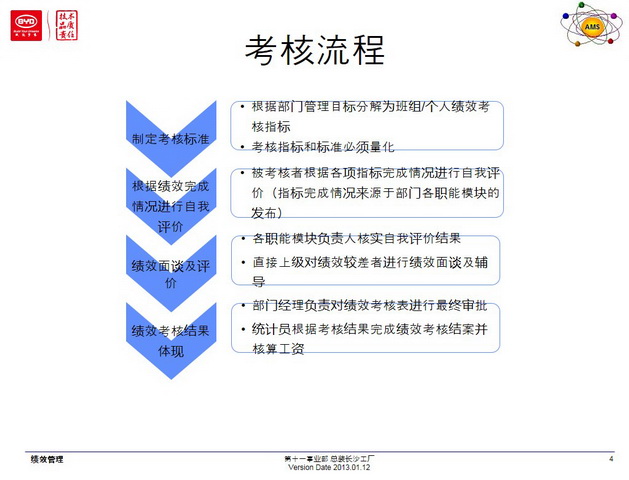 BYD
技术
品质
责任
AMS
考核流程
制定考核标准
• 根据部门管理目标分解为班组/个人绩效考
核指标
• 考核指标和标准必须量化
根据绩效完成
情况进行自我
评价
• 被考核者根据各项指标完成情况进行自我评
价（指标完成情况来源于部门各职能模块的
发布）
绩效面谈及评
价
• 各职能模块负责人核实自我评价结果
• 直接上级对绩效较差者进行绩效面谈及辅
导
绩效考核结果
体现
• 部门经理负责对绩效考核表进行最终审批
• 统计员根据考核结果完成绩效考核结案并
核算工资
绩效管理
第十一事业部 总装长沙工厂
Version Date 2013.01.12
4